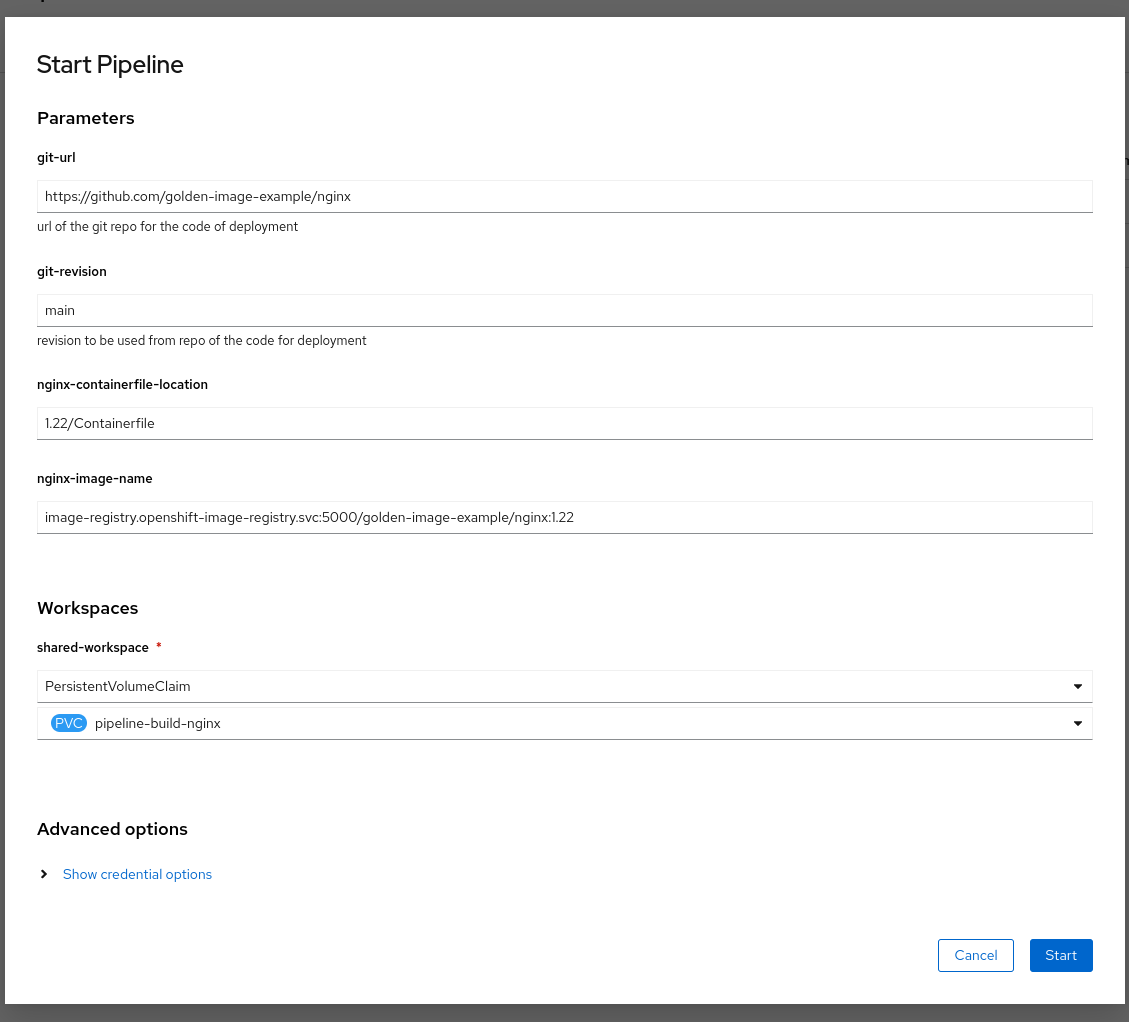 Start Pipeline
Parameters
git-url
https://github.com/golden-image-example/nginx
url of the git repo for the code of deployment
git-revision
main
revision to be used from repo of the code for deployment
nginx-containerfile-location
1.22/Containerfile
nginx-image-name
image-registry.openshift-image-registry.svc:5000/golden-image-example/nginx:1.22
Workspaces
shared-workspace *
PersistentVolumeClaim
PVC pipeline-build-nginx
Advanced options
Show credential options
Cancel Start